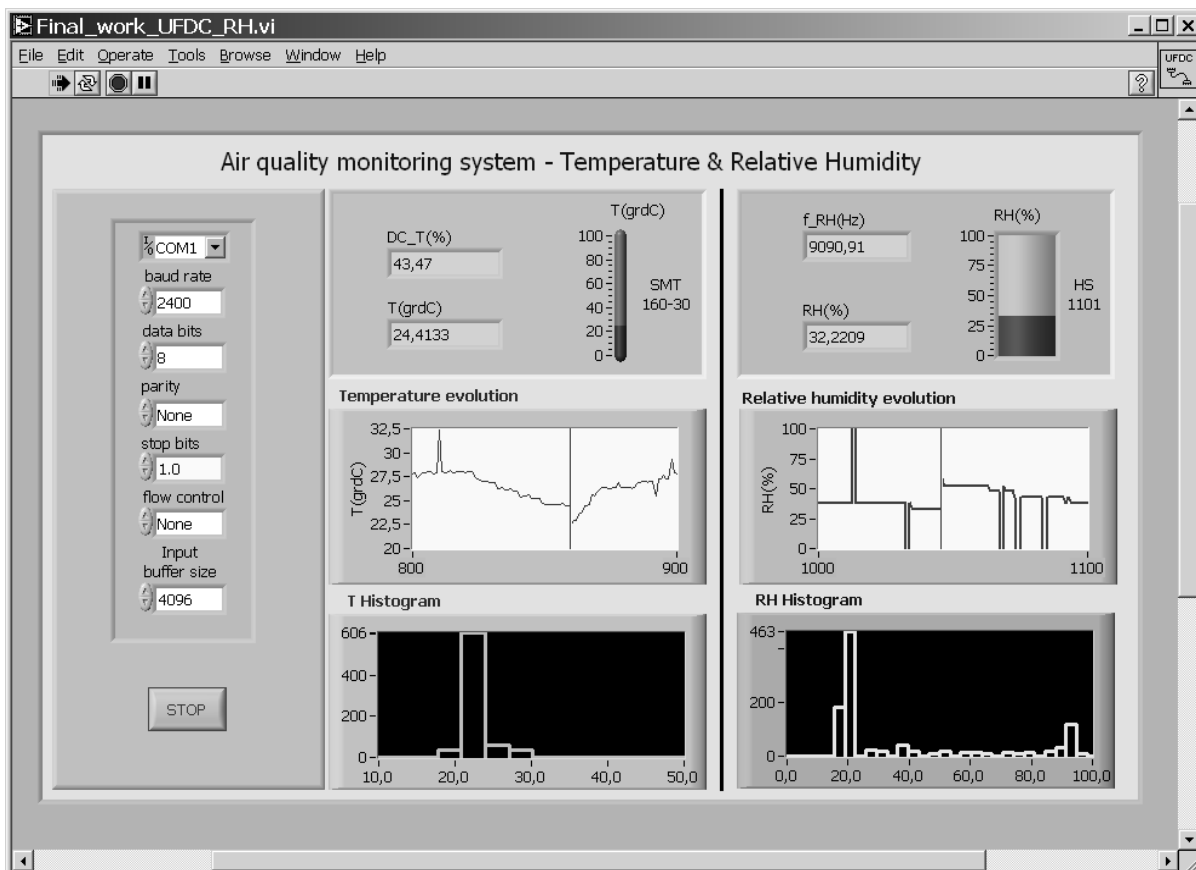 Final_work_UFDC_RH.vi
File Edit Operate Tools Browse Window Help
?
UFDC
Air quality monitoring system - Temperature & Relative Humidity
COM1
baud rate
2400
data bits
8
parity
None
stop bits
1.0
flow control
None
Input
buffer size
4096
STOP
DC_T(%)
43,47
T(grdC)
24,4133
T(grdC)
100
80
60
40
20
0
SMT
160-30
f_RH(Hz)
9090,91
RH(%)
32,2209
RH(%)
100
75
50
25
0
HS
1101
Temperature evolution
T(grdC)
32,5
30
27,5
25
22,5
20
800 900
Relative humidity evolution
RH(%)
100
75
50
25
0
1000 1100
T Histogram
606
400
200
0
10,0 20,0 30,0 40,0 50,0
RH Histogram
463
200
0
0,0 20,0 40,0 60,0 80,0 100,0